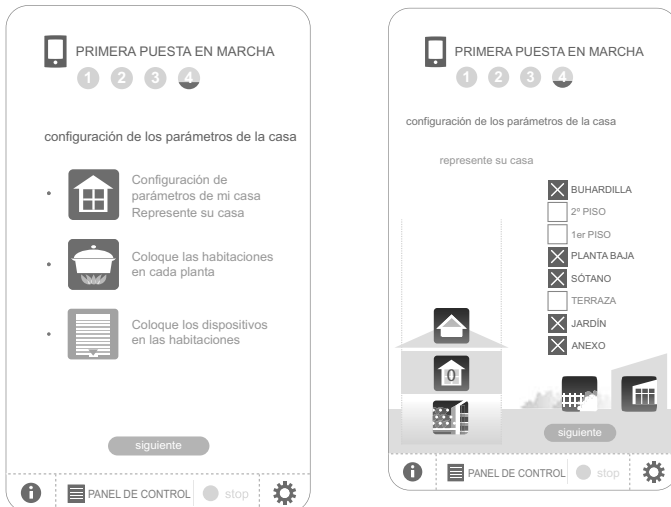 PRIMERA PUESTA EN MARCHA
1 2 3 4
configuración de los parámetros de la casa
Configuración de
parámetros de mi casa
Represente su casa
Coloque las habitaciones
en cada planta
Coloque los dispositivos
en las habitaciones
siguiente
i PANEL DE CONTROL stop
PRIMERA PUESTA EN MARCHA
1 2 3 4
configuración de los parámetros de la casa
represente su casa
BUHARDILLA
2º PISO
1er PISO
PLANTA BAJA
SÓTANO
TERRAZA
JARDÍN
ANEXO
0
siguiente
i PANEL DE CONTROL stop